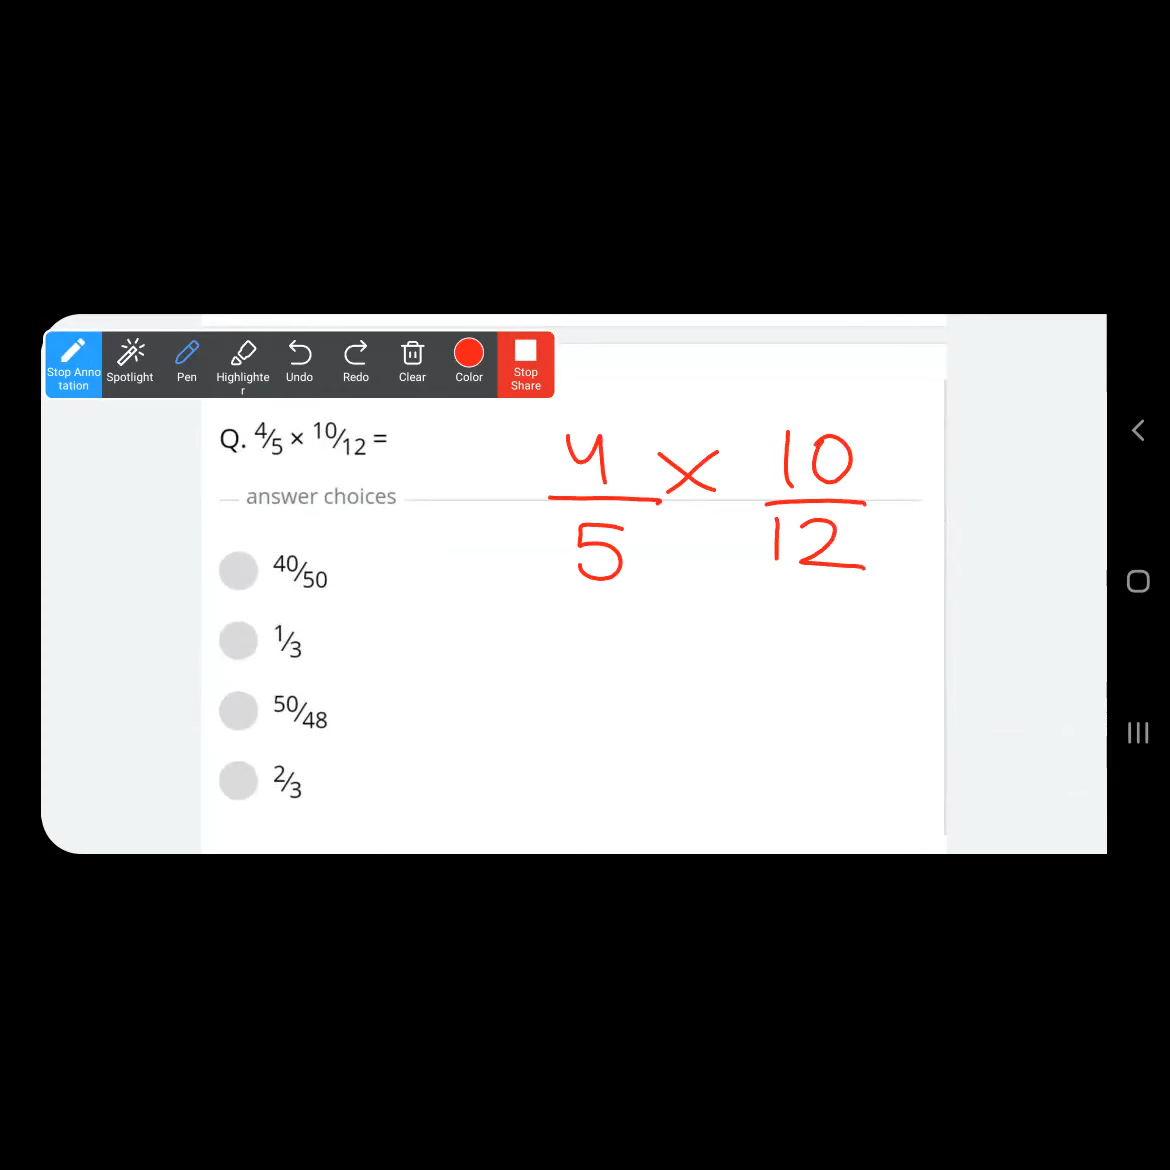 Stop Anno
tation
Spotlight
Pen
Highlighte
r
Undo
Redo
Clear
Color
Stop
Share
Q. 4/5 × 10/12 =
answer choices
40/50
1/3
50/48
2/3
4/5 × 10/12